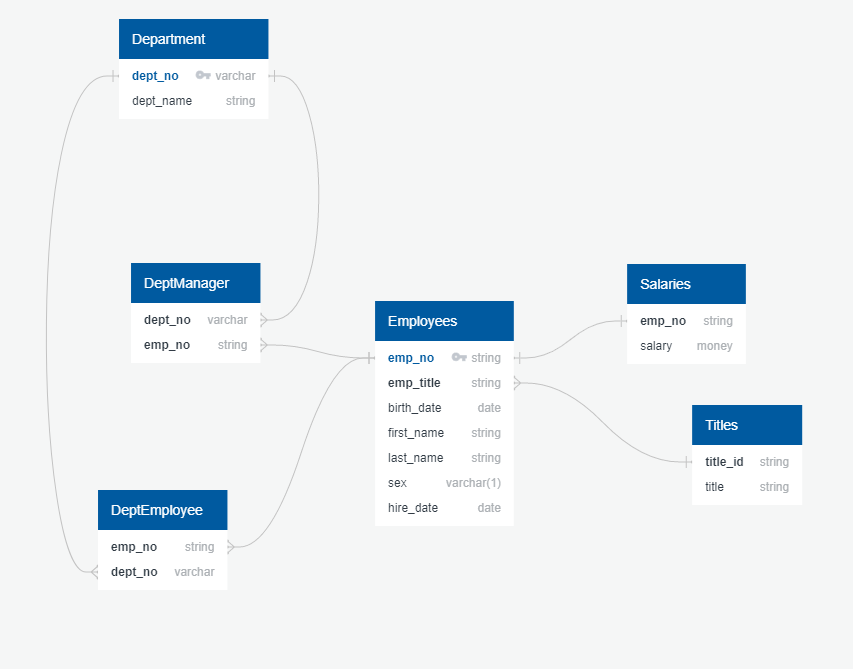 Department
dept_no varchar
dept_name string
DeptManager
dept_no varchar
emp_no string
Employees
emp_no string
emp_title string
birth_date date
first_name string
last_name string
sex varchar(1)
hire_date date
Salaries
emp_no string
salary money
Titles
title_id string
title string
DeptEmployee
emp_no string
dept_no varchar